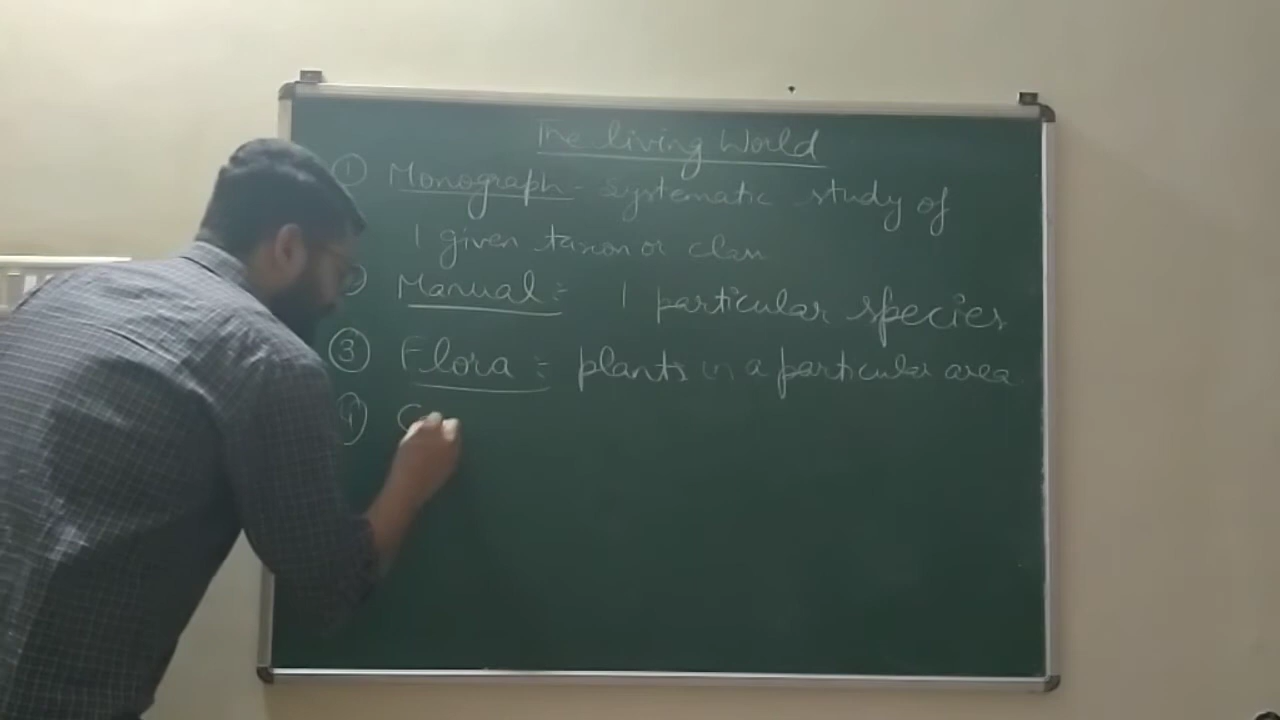 The living World
① Monograph - systematic study of
1 given taxon or class
② Manual :- 1 particular species
③ Flora :- plants in a particular area
④ C